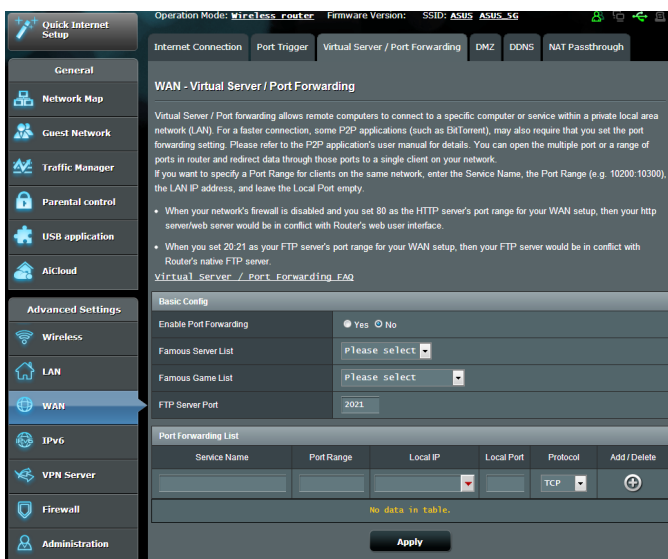 Quick Internet
Setup
General
Network Map
Guest Network
Traffic Manager
Parental control
USB application
AiCloud
Advanced Settings
Wireless
LAN
WAN
IPv6
VPN Server
Firewall
Administration
Operation Mode: Wireless router Firmware Version: SSID: ASUS ASUS_5G
Internet Connection Port Trigger Virtual Server / Port Forwarding DMZ DDNS NAT Passthrough
WAN - Virtual Server / Port Forwarding
Virtual Server / Port forwarding allows remote computers to connect to a specific computer or service within a private local area
network (LAN). For a faster connection, some P2P applications (such as BitTorrent), may also require that you set the port
forwarding setting. Please refer to the P2P application's user manual for details. You can open the multiple port or a range of
ports in router and redirect data through those ports to a single client on your network.
If you want to specify a Port Range for clients on the same network, enter the Service Name, the Port Range (e.g. 10200:10300),
the LAN IP address, and leave the Local Port empty.
• When your network's firewall is disabled and you set 80 as the HTTP server's port range for your WAN setup, then your http
server/web server would be in conflict with Router's web user interface.
• When you set 20:21 as your FTP server's port range for your WAN setup, then your FTP server would be in conflict with
Router's native FTP server.
Virtual Server / Port Forwarding FAQ
Basic Config
Enable Port Forwarding Yes No
Famous Server List Please select
Famous Game List Please select
FTP Server Port 2021
Port Forwarding List
Service Name Port Range Local IP Local Port Protocol Add / Delete
TCP
No data in table.
Apply